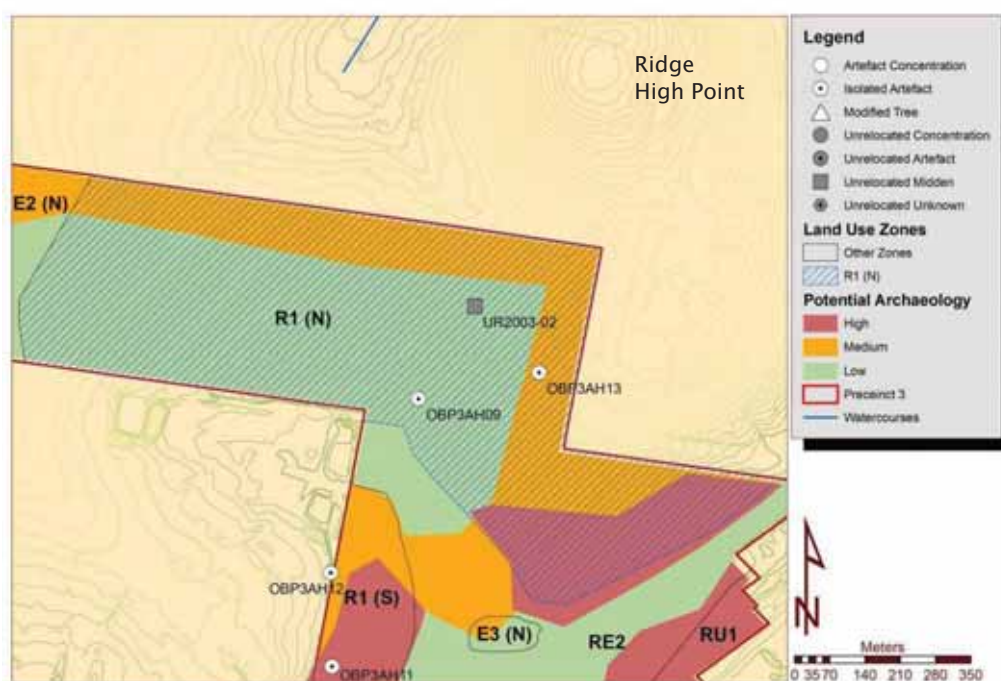 Ridge
High Point
E2 (N)
R1 (N)
UR2003-02
OBP3AH13
OBP3AH09
OBP3AH12
R1 (S)
E3 (N)
RE2
RU1
OBP3AH11
Legend
Artefact Concentration
Isolated Artefact
Modified Tree
Unrelocated Concentration
Unrelocated Artefact
Unrelocated Midden
Unrelocated Unknown
Land Use Zones
Other Zones
R1 (N)
Potential Archaeology
High
Medium
Low
Preceinct 3
Watercourses
N
Meters
0 35 70 140 210 280 350